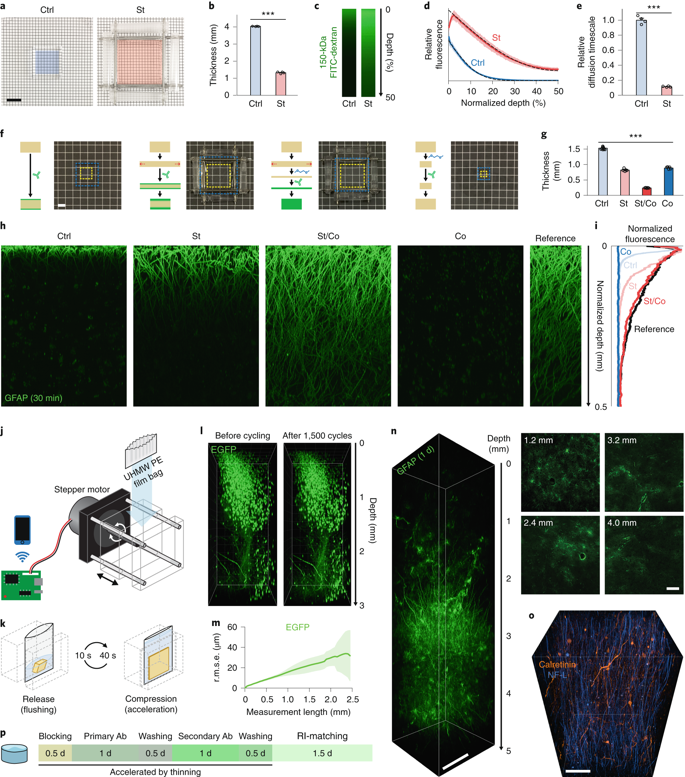 a
Ctrl
St
b
Thickness (mm)
***
4
3
2
1
0
Ctrl
St
c
Ctrl
St
150-kDa
FITC-dextran
0
Depth (%)
50
d
Relative
fluorescence
St
Ctrl
0 10 20 30 40 50
Normalized depth (%)
e
Relative
diffusion timescale
***
1.0
0.5
0
Ctrl
St
f
g
Thickness
(mm)
***
1.5
1.0
0.5
0
Ctrl
St
St/Co
Co
h
Ctrl
St
St/Co
Co
Reference
GFAP (30 min)
i
Normalized
fluorescence
0
Co
Ctrl
St
St/Co
Reference
Normalized depth (mm)
0.5
j
Stepper motor
UHMW PE
film bag
k
10 s
40 s
Release
(flushing)
Compression
(acceleration)
l
Before cycling
After 1,500 cycles
EGFP
0
1
2
3
Depth (mm)
m
EGFP
r.m.s.e. (μm)
60
40
20
0
0 0.5 1.0 1.5 2.0 2.5
Measurement length (mm)
n
GFAP (1 d)
Depth
(mm)
0
1
2
3
4
5
1.2 mm
3.2 mm
2.4 mm
4.0 mm
o
Calretinin
NF-L
p
Blocking
Primary Ab
Washing
Secondary Ab
Washing
RI-matching
0.5 d
1 d
0.5 d
1 d
0.5 d
1.5 d
Accelerated by thinning